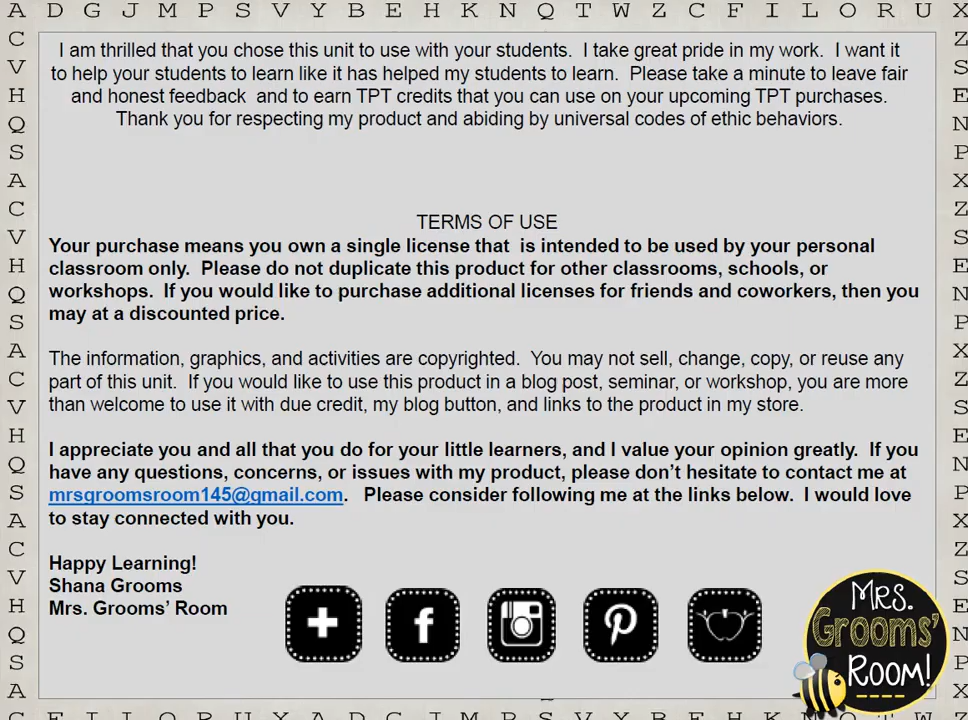 A D G J M P S V Y B E H K N Q T W Z C F I L O R U X
I am thrilled that you chose this unit to use with your students.  I take great pride in my work.  I want it
to help your students to learn like it has helped my students to learn.  Please take a minute to leave fair
and honest feedback  and to earn TPT credits that you can use on your upcoming TPT purchases.
Thank you for respecting my product and abiding by universal codes of ethic behaviors.
TERMS OF USE
Your purchase means you own a single license that  is intended to be used by your personal
classroom only.  Please do not duplicate this product for other classrooms, schools, or
workshops.  If you would like to purchase additional licenses for friends and coworkers, then you
may at a discounted price.
The information, graphics, and activities are copyrighted.  You may not sell, change, copy, or reuse any
part of this unit.  If you would like to use this product in a blog post, seminar, or workshop, you are more
than welcome to use it with due credit, my blog button, and links to the product in my store.
I appreciate you and all that you do for your little learners, and I value your opinion greatly.  If you
have any questions, concerns, or issues with my product, please don't hesitate to contact me at
mrsgroomsroom145@gmail.com.   Please consider following me at the links below.  I would love
to stay connected with you.
Happy Learning!
Shana Grooms
Mrs. Grooms' Room
MRS.
GROOMS'
ROOM!
C V H Q S A C V H Q S A C V H Q S A C V H Q S A
Z S E N P X Z S E N P X Z S E N P X Z S E N P X